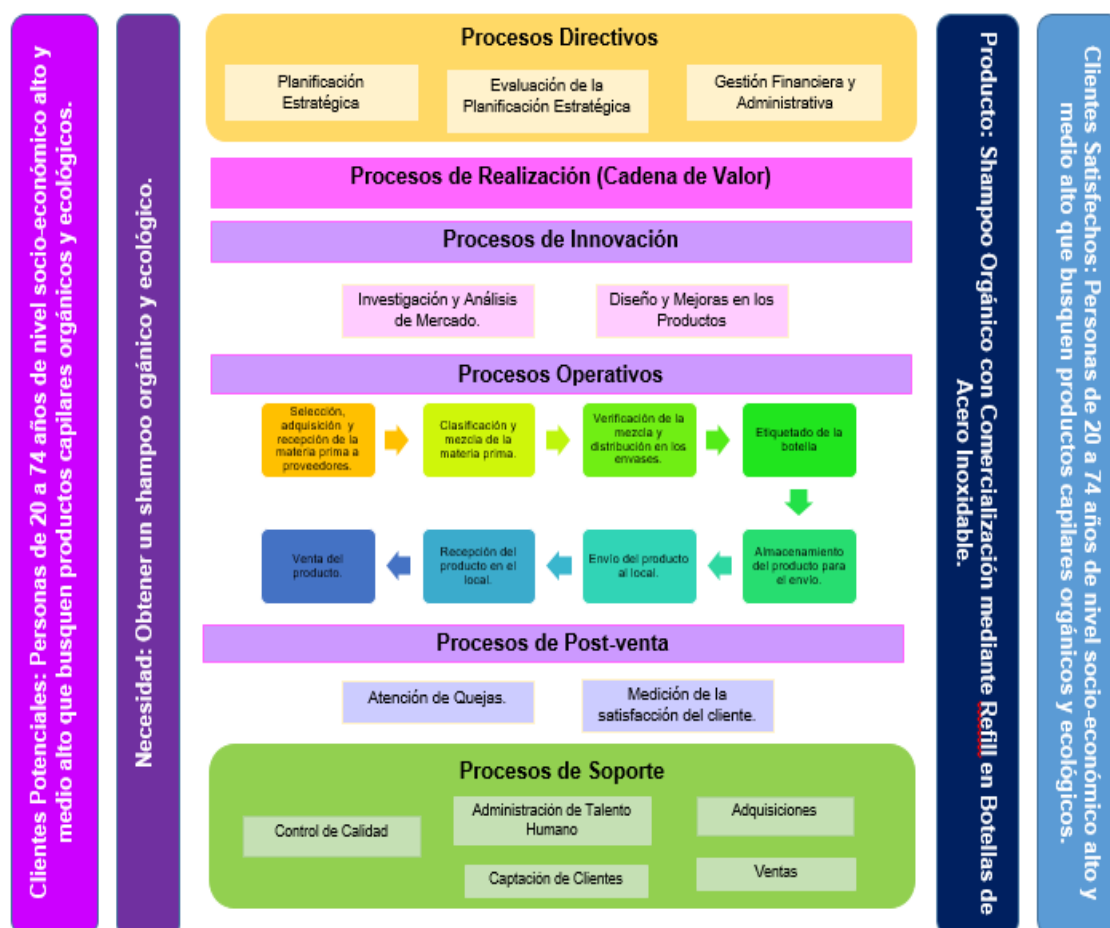 Clientes Potenciales: Personas de 20 a 74 años de nivel socio-económico alto y
medio alto que busquen productos capilares orgánicos y ecológicos.
Necesidad: Obtener un shampoo orgánico y ecológico.
Procesos Directivos
Planificación
Estratégica
Evaluación de la
Planificación Estratégica
Gestión Financiera y
Administrativa
Procesos de Realización (Cadena de Valor)
Procesos de Innovación
Investigación y Análisis
de Mercado.
Diseño y Mejoras en los
Productos
Procesos Operativos
Selección,
adquisición y
recepción de la
materia prima a
proveedores.
Clasificación y
mezcla de la
materia prima.
Verificación de la
mezcla y
distribución en los
envases.
Etiquetado de la
botella
Almacenamiento
del producto para
el envío.
Envío del producto
al local.
Recepción del
producto en el
local.
Venta del
producto.
Procesos de Post-venta
Atención de Quejas.
Medición de la
satisfacción del cliente.
Procesos de Soporte
Control de Calidad
Administración de Talento
Humano
Adquisiciones
Captación de Clientes
Ventas
Producto: Shampoo Orgánico con Comercialización mediante Refill en Botellas de
Acero Inoxidable.
Clientes Satisfechos: Personas de 20 a 74 años de nivel socio-económico alto y
medio alto que busquen productos capilares orgánicos y ecológicos.